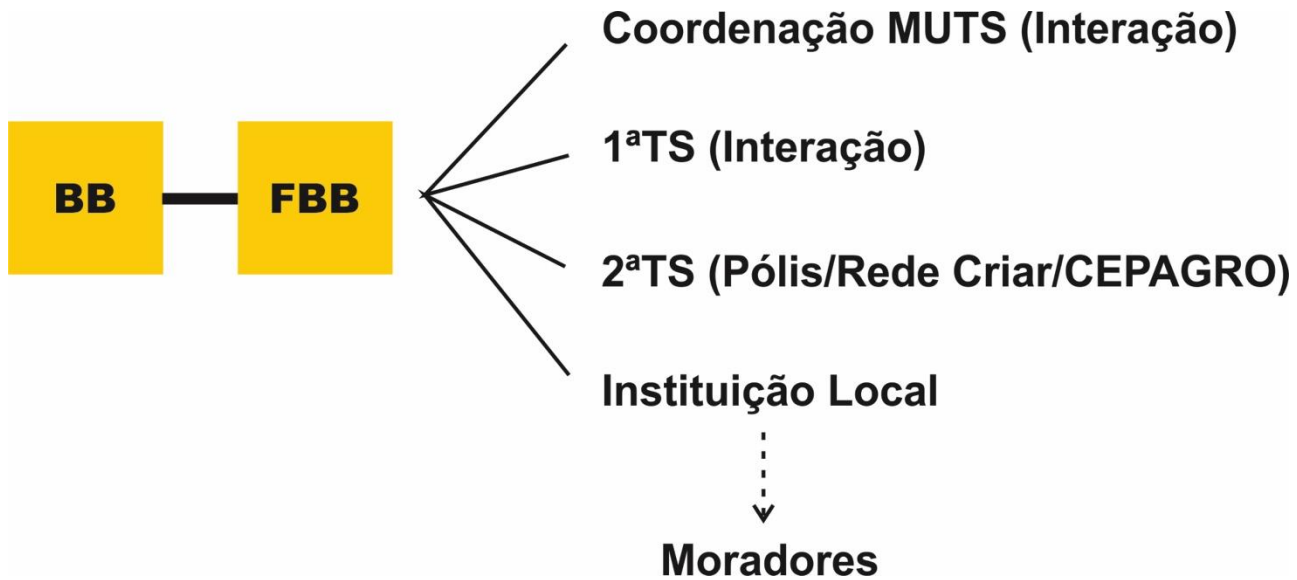 Coordenação MUTS (Interação)
1ªTS (Interação)
BB
FBB
2ªTS (Pólis/Rede Criar/CEPAGRO)
Instituição Local
Moradores